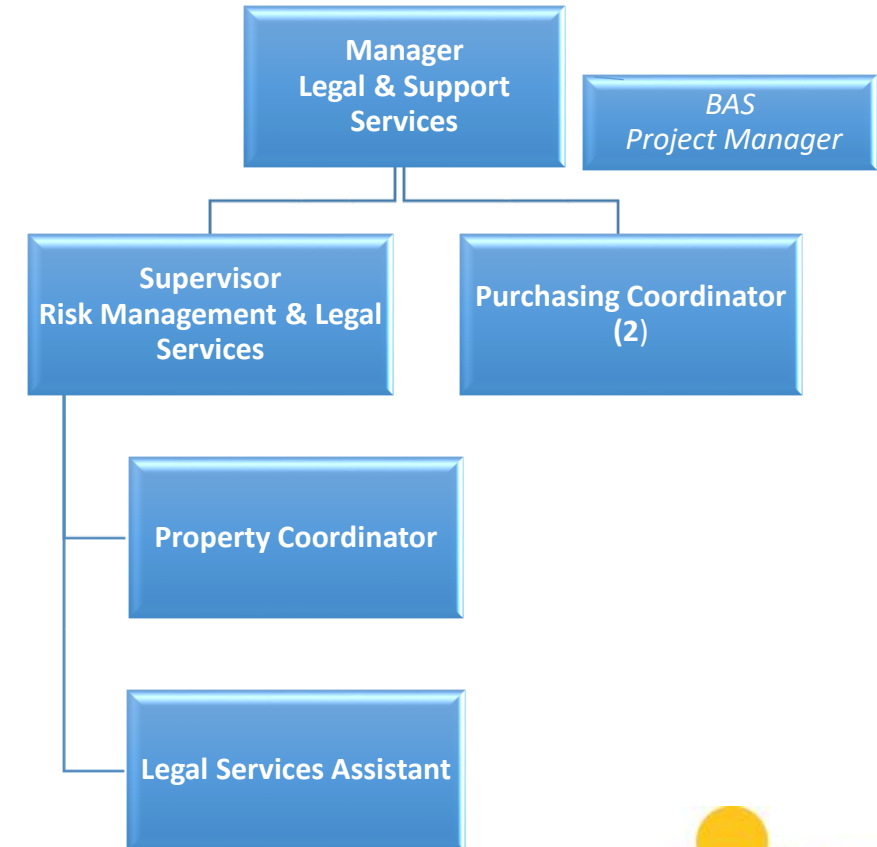 Manager
Legal & Support
Services
BAS
Project Manager
Supervisor
Risk Management & Legal
Services
Purchasing Coordinator
(2)
Property Coordinator
Legal Services Assistant